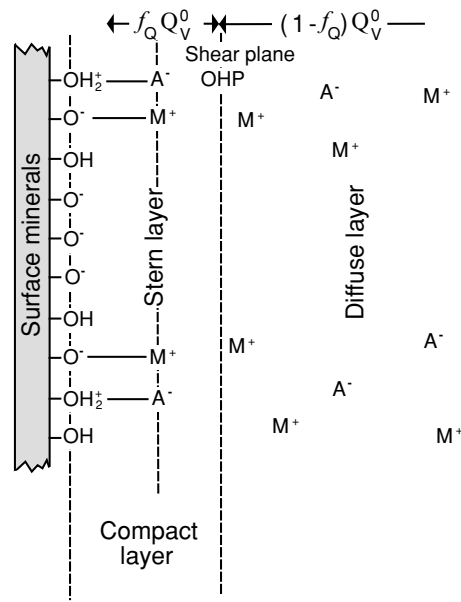 f_Q Q_V^0
(1-f_Q)Q_V^0
Shear plane
OHP
OH₂⁺ A⁻ A⁻ M⁺
O⁻ M⁺ M⁺
OH M⁺
O⁻
O⁻
O⁻
OH
O⁻ M⁺ M⁺ A⁻
OH₂⁺ A⁻ A⁻
OH M⁺ M⁺
Surface minerals
Stern layer
Diffuse layer
Compact
layer